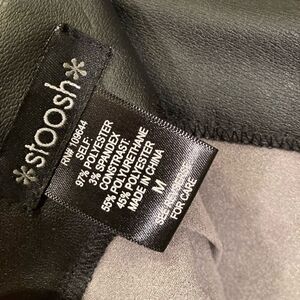 *stoosh*
RN# 109644
SELF:
97% POLYESTER
3% SPANDEX
CONSTRAST:
55% POLYURETHANE
45% POLYESTER
MADE IN CHINA
M
SEE REVERSE
FOR CARE